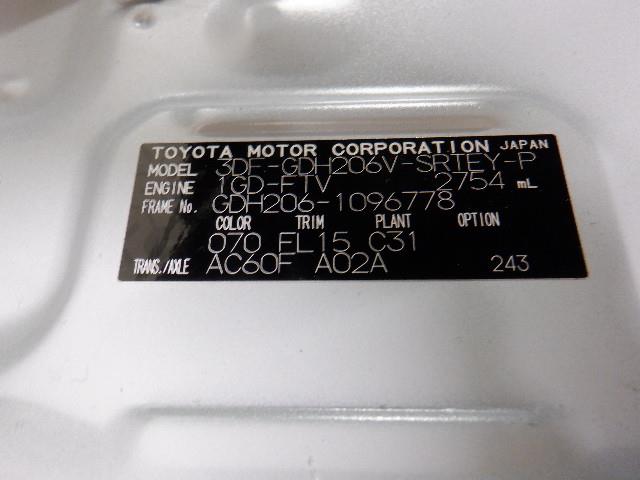 TOYOTA MOTOR CORPORATION JAPAN
MODEL 3DF-GDH206V-SRTEY-P
ENGINE 1GD-FTV 2754 mL
FRAME No. GDH206-1096778
COLOR TRIM PLANT OPTION
070 FL15 C31
TRANS./AXLE AC60F A02A 243